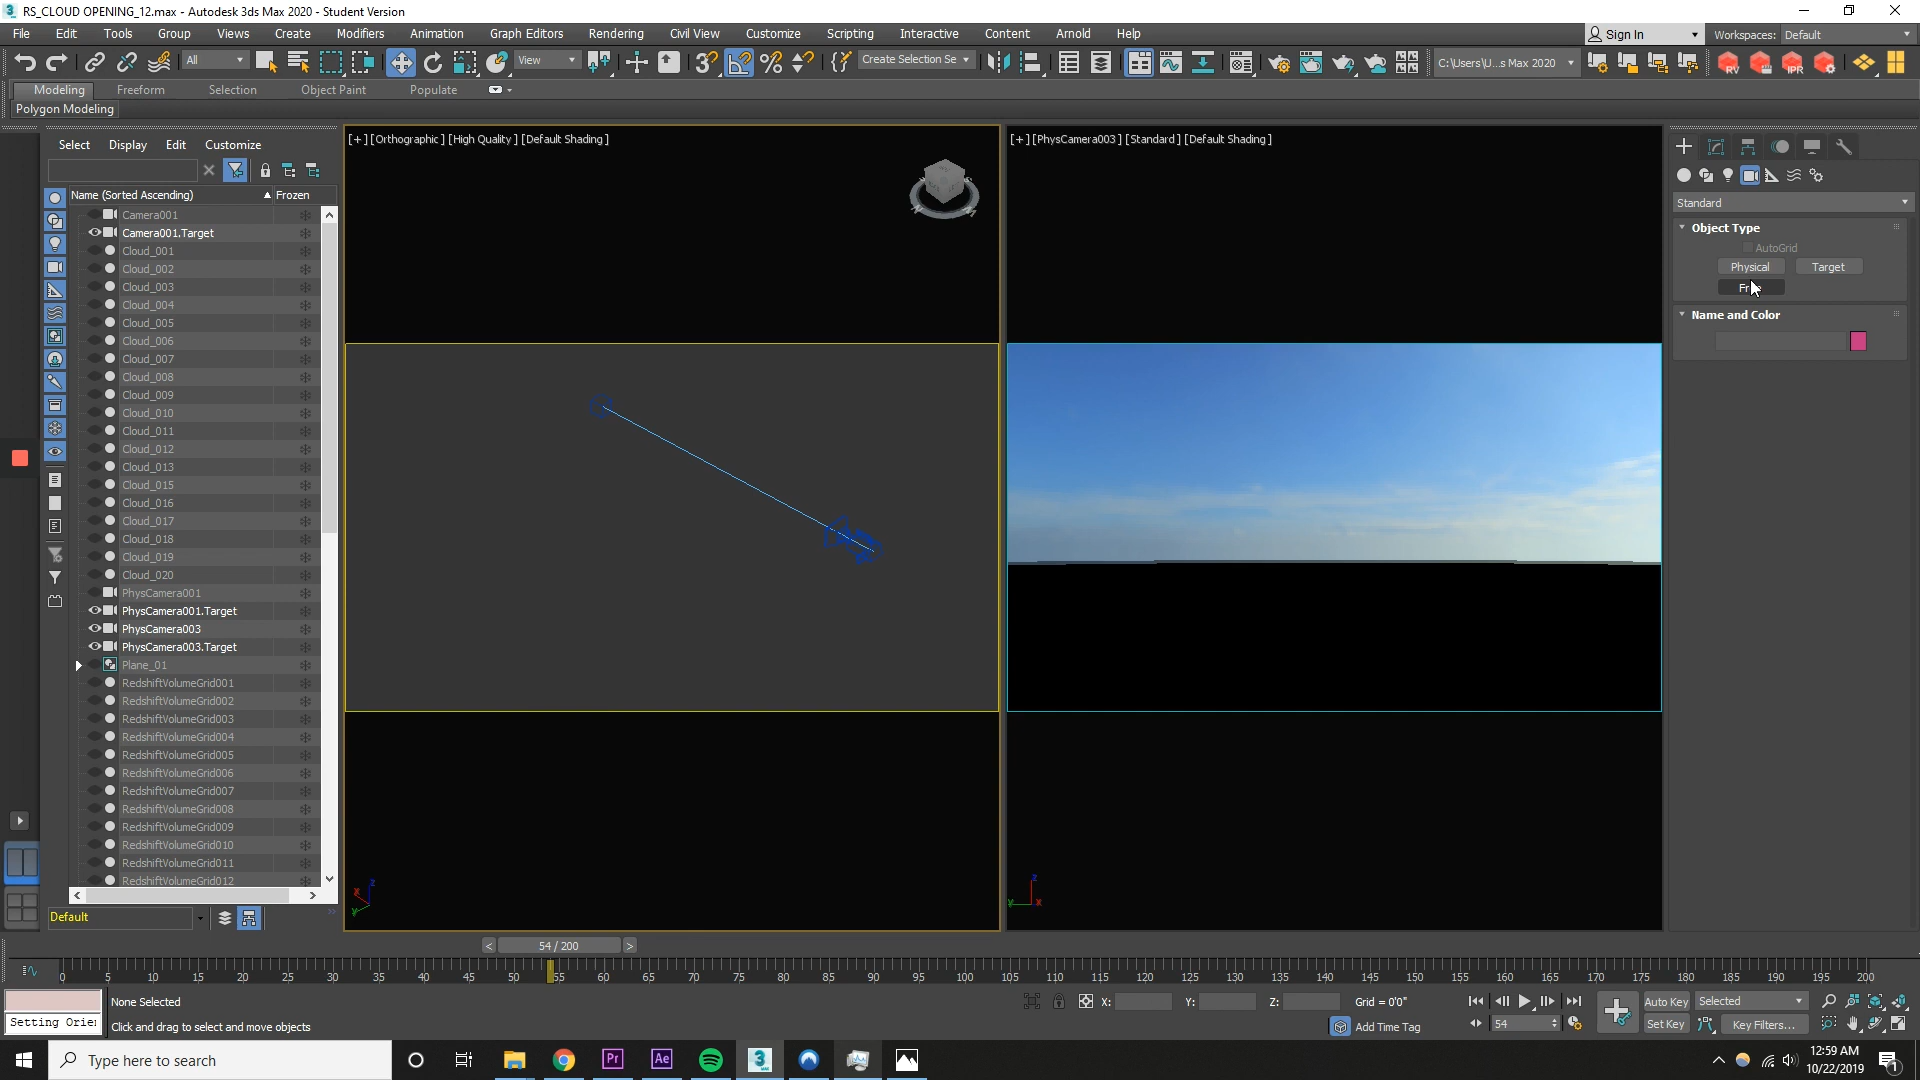 RS_CLOUD OPENING_12.max - Autodesk 3ds Max 2020 - Student Version
File Edit Tools Group Views Create Modifiers Animation Graph Editors Rendering Civil View Customize Scripting Interactive Content Arnold Help
Sign In
Workspaces: Default
All
View
Create Selection Se
C:\Users\U...s Max 2020
RV
IPR
Modeling Freeform Selection Object Paint Populate
Polygon Modeling
Select Display Edit Customize
Name (Sorted Ascending) Frozen
Camera001
Camera001.Target
Cloud_001
Cloud_002
Cloud_003
Cloud_004
Cloud_005
Cloud_006
Cloud_007
Cloud_008
Cloud_009
Cloud_010
Cloud_011
Cloud_012
Cloud_013
Cloud_015
Cloud_016
Cloud_017
Cloud_018
Cloud_019
Cloud_020
PhysCamera001
PhysCamera001.Target
PhysCamera003
PhysCamera003.Target
Plane_01
RedshiftVolumeGrid001
RedshiftVolumeGrid002
RedshiftVolumeGrid003
RedshiftVolumeGrid004
RedshiftVolumeGrid005
RedshiftVolumeGrid006
RedshiftVolumeGrid007
RedshiftVolumeGrid008
RedshiftVolumeGrid009
RedshiftVolumeGrid010
RedshiftVolumeGrid011
RedshiftVolumeGrid012
Default
[+] [Orthographic] [High Quality] [Default Shading]
[+] [PhysCamera003] [Standard] [Default Shading]
x y z
z y x
Standard
Object Type
AutoGrid
Physical Target
Name and Color
< 54 / 200 >
0 5 10 15 20 25 30 35 40 45 50 55 60 65 70 75 80 85 90 95 100 105 110 115 120 125 130 135 140 145 150 155 160 165 170 175 180 185 190 195 200
None Selected
X: Y: Z: Grid = 0'0"
Auto Key Selected
Setting Orie
Click and drag to select and move objects
Add Time Tag
54
Set Key Key Filters...
Type here to search
Pr Ae 3
12:59 AM
10/22/2019
1